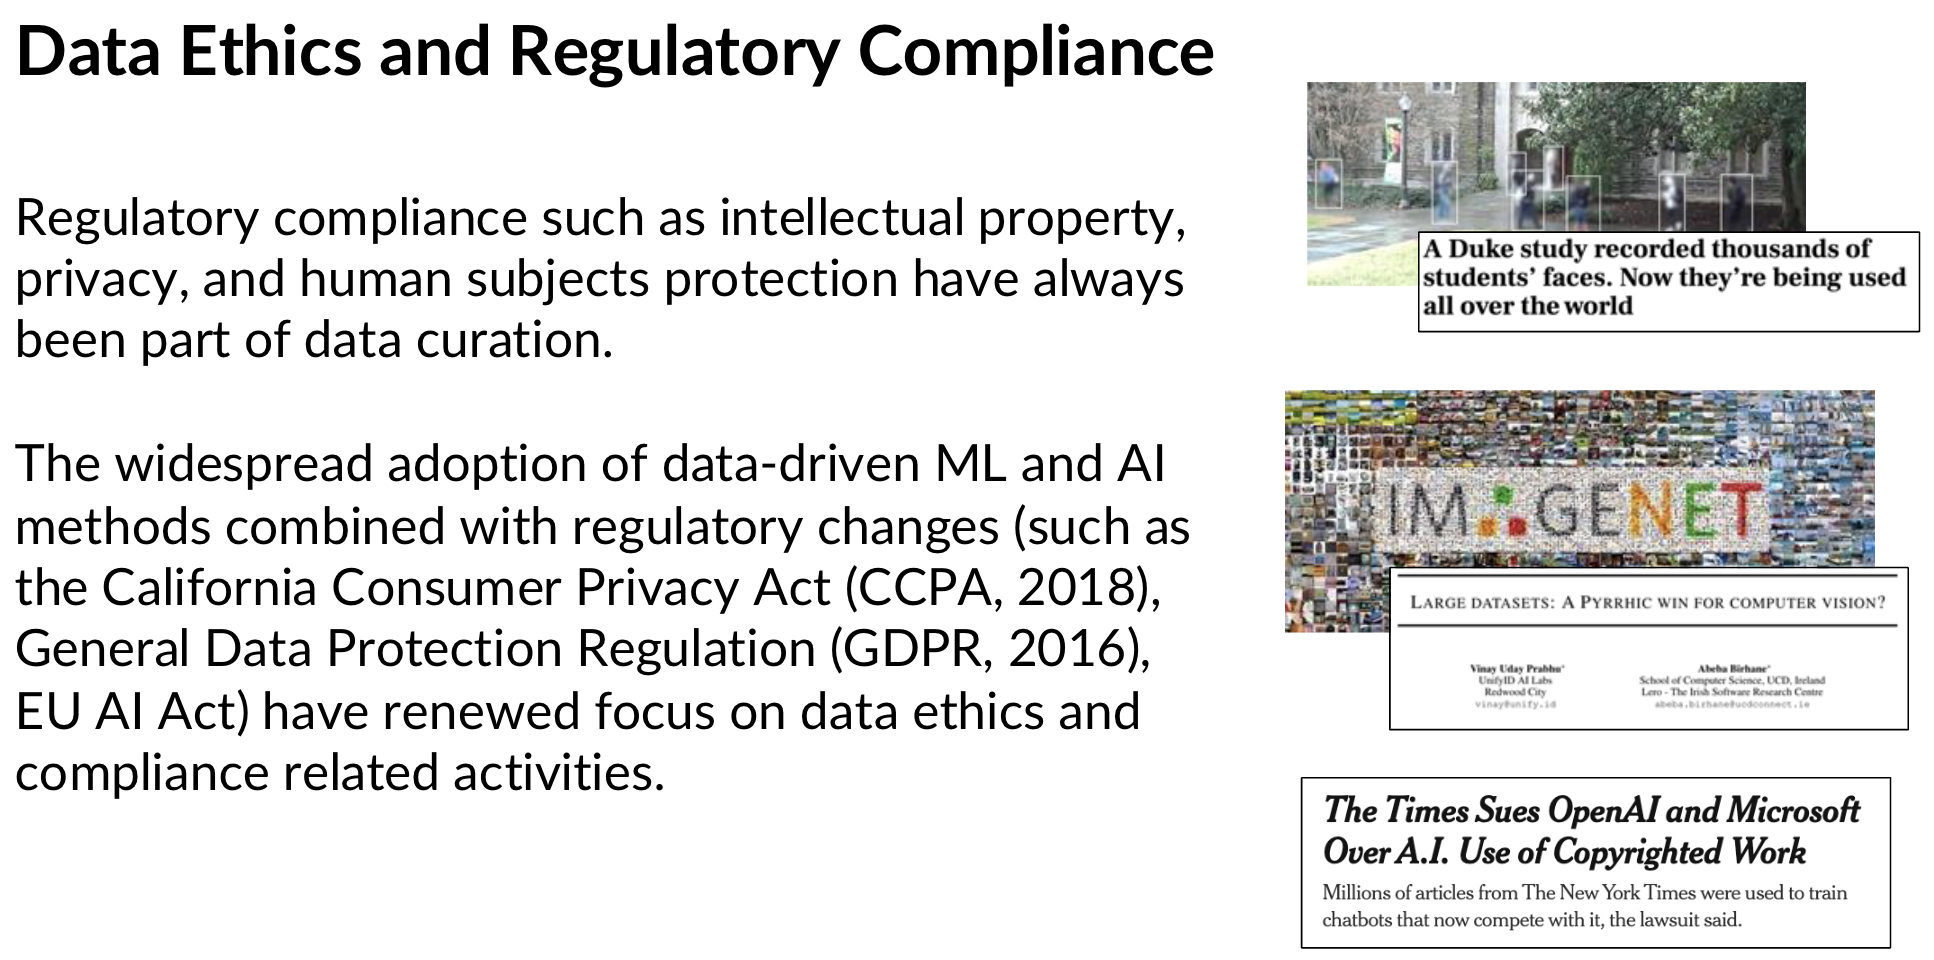 Data Ethics and Regulatory Compliance
Regulatory compliance such as intellectual property,
privacy, and human subjects protection have always
been part of data curation.
The widespread adoption of data-driven ML and AI
methods combined with regulatory changes (such as
the California Consumer Privacy Act (CCPA, 2018),
General Data Protection Regulation (GDPR, 2016),
EU AI Act) have renewed focus on data ethics and
compliance related activities.
A Duke study recorded thousands of
students’ faces. Now they’re being used
all over the world
IMAGENET
LARGE DATASETS: A PYRRHIC WIN FOR COMPUTER VISION?
Vinay Uday Prabhu*
UnifyID AI Labs
Redwood City
vinay@unify.id
Abeba Birhane*
School of Computer Science, UCD, Ireland
Lero - The Irish Software Research Centre
abeba.birhane@ucdconnect.ie
The Times Sues OpenAI and Microsoft
Over A.I. Use of Copyrighted Work
Millions of articles from The New York Times were used to train
chatbots that now compete with it, the lawsuit said.